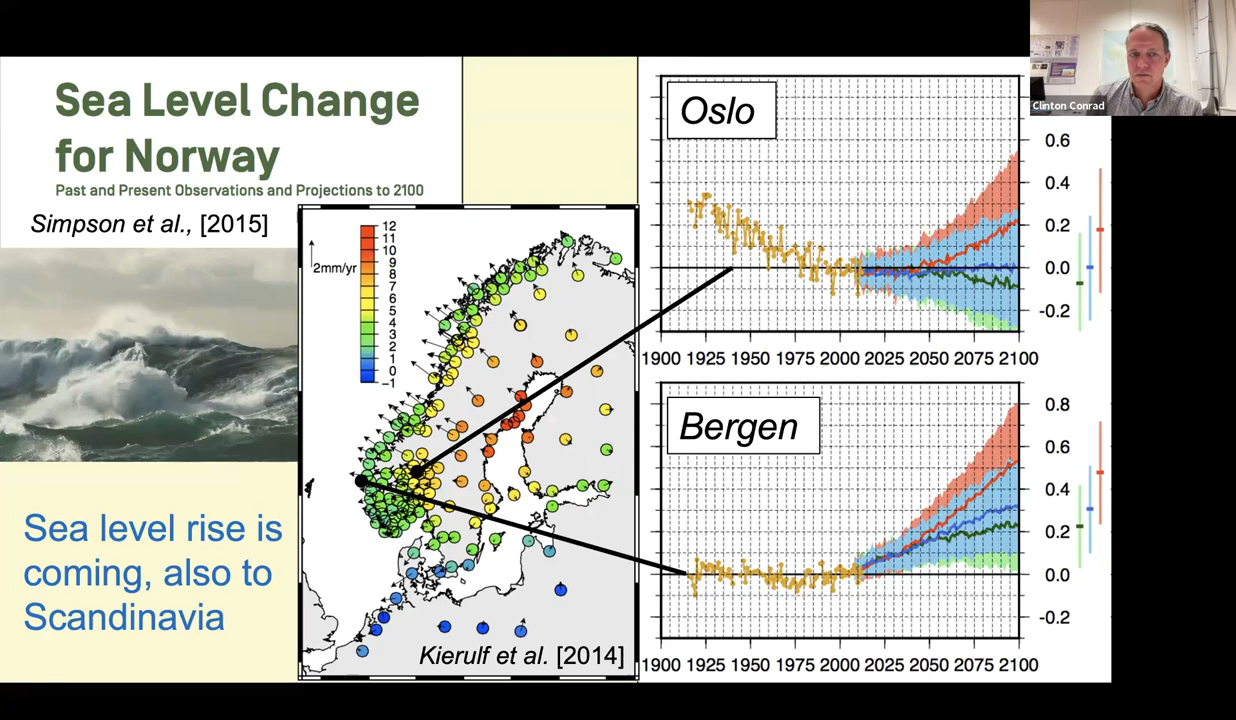 Sea Level Change
for Norway
Past and Present Observations and Projections to 2100
Simpson et al., [2015]
Sea level rise is
coming, also to
Scandinavia
2mm/yr
12
11
10
9
8
7
6
5
4
3
2
1
0
−1
Kierulf et al. [2014]
Oslo
0.6
0.4
0.2
0.0
-0.2
1900 1925 1950 1975 2000 2025 2050 2075 2100
Bergen
0.8
0.6
0.4
0.2
0.0
-0.2
1900 1925 1950 1975 2000 2025 2050 2075 2100
Clinton Conrad